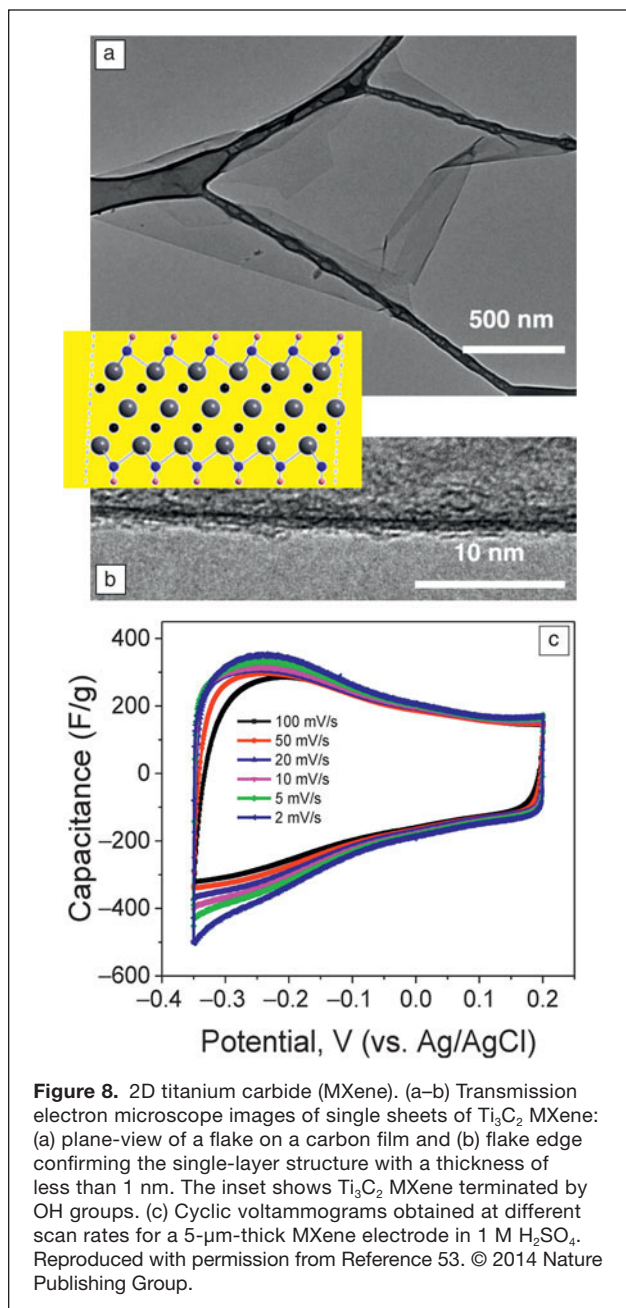 a
500 nm
10 nm
b
c
400
200
0
−200
−400
−600
Capacitance (F/g)
100 mV/s
50 mV/s
20 mV/s
10 mV/s
5 mV/s
2 mV/s
−0.4 −0.3 −0.2 −0.1 0.0 0.1 0.2
Potential, V (vs. Ag/AgCl)
Figure 8. 2D titanium carbide (MXene). (a–b) Transmission
electron microscope images of single sheets of Ti₃C₂ MXene:
(a) plane-view of a flake on a carbon film and (b) flake edge
confirming the single-layer structure with a thickness of
less than 1 nm. The inset shows Ti₃C₂ MXene terminated by
OH groups. (c) Cyclic voltammograms obtained at different
scan rates for a 5-μm-thick MXene electrode in 1 M H₂SO₄.
Reproduced with permission from Reference 53. © 2014 Nature
Publishing Group.